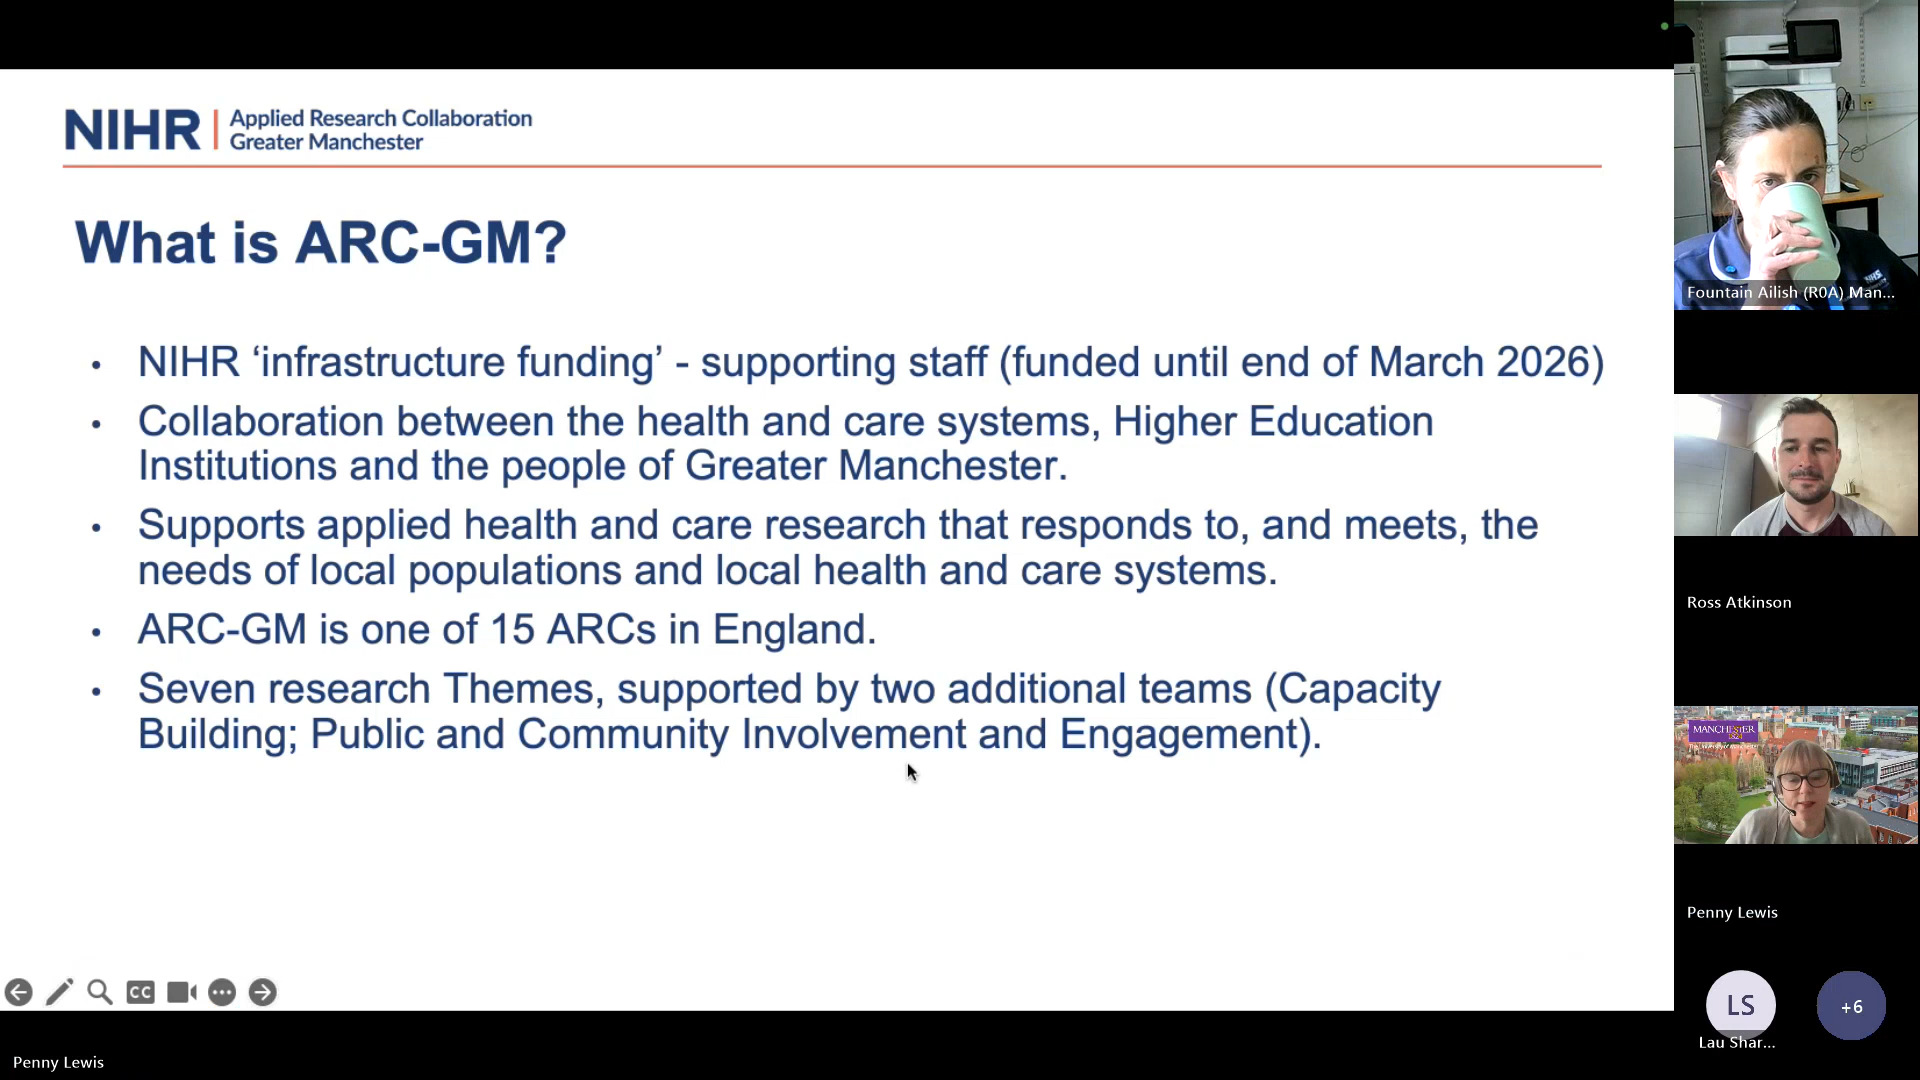 NIHR | Applied Research Collaboration
Greater Manchester
What is ARC-GM?
• NIHR ‘infrastructure funding’ - supporting staff (funded until end of March 2026)
• Collaboration between the health and care systems, Higher Education
Institutions and the people of Greater Manchester.
• Supports applied health and care research that responds to, and meets, the
needs of local populations and local health and care systems.
• ARC-GM is one of 15 ARCs in England.
• Seven research Themes, supported by two additional teams (Capacity
Building; Public and Community Involvement and Engagement).
CC
Penny Lewis
NHS
Fountain Ailish (R0A) Man...
Ross Atkinson
MANCHESTER
1824
Penny Lewis
LS
+6
Lau Shar...